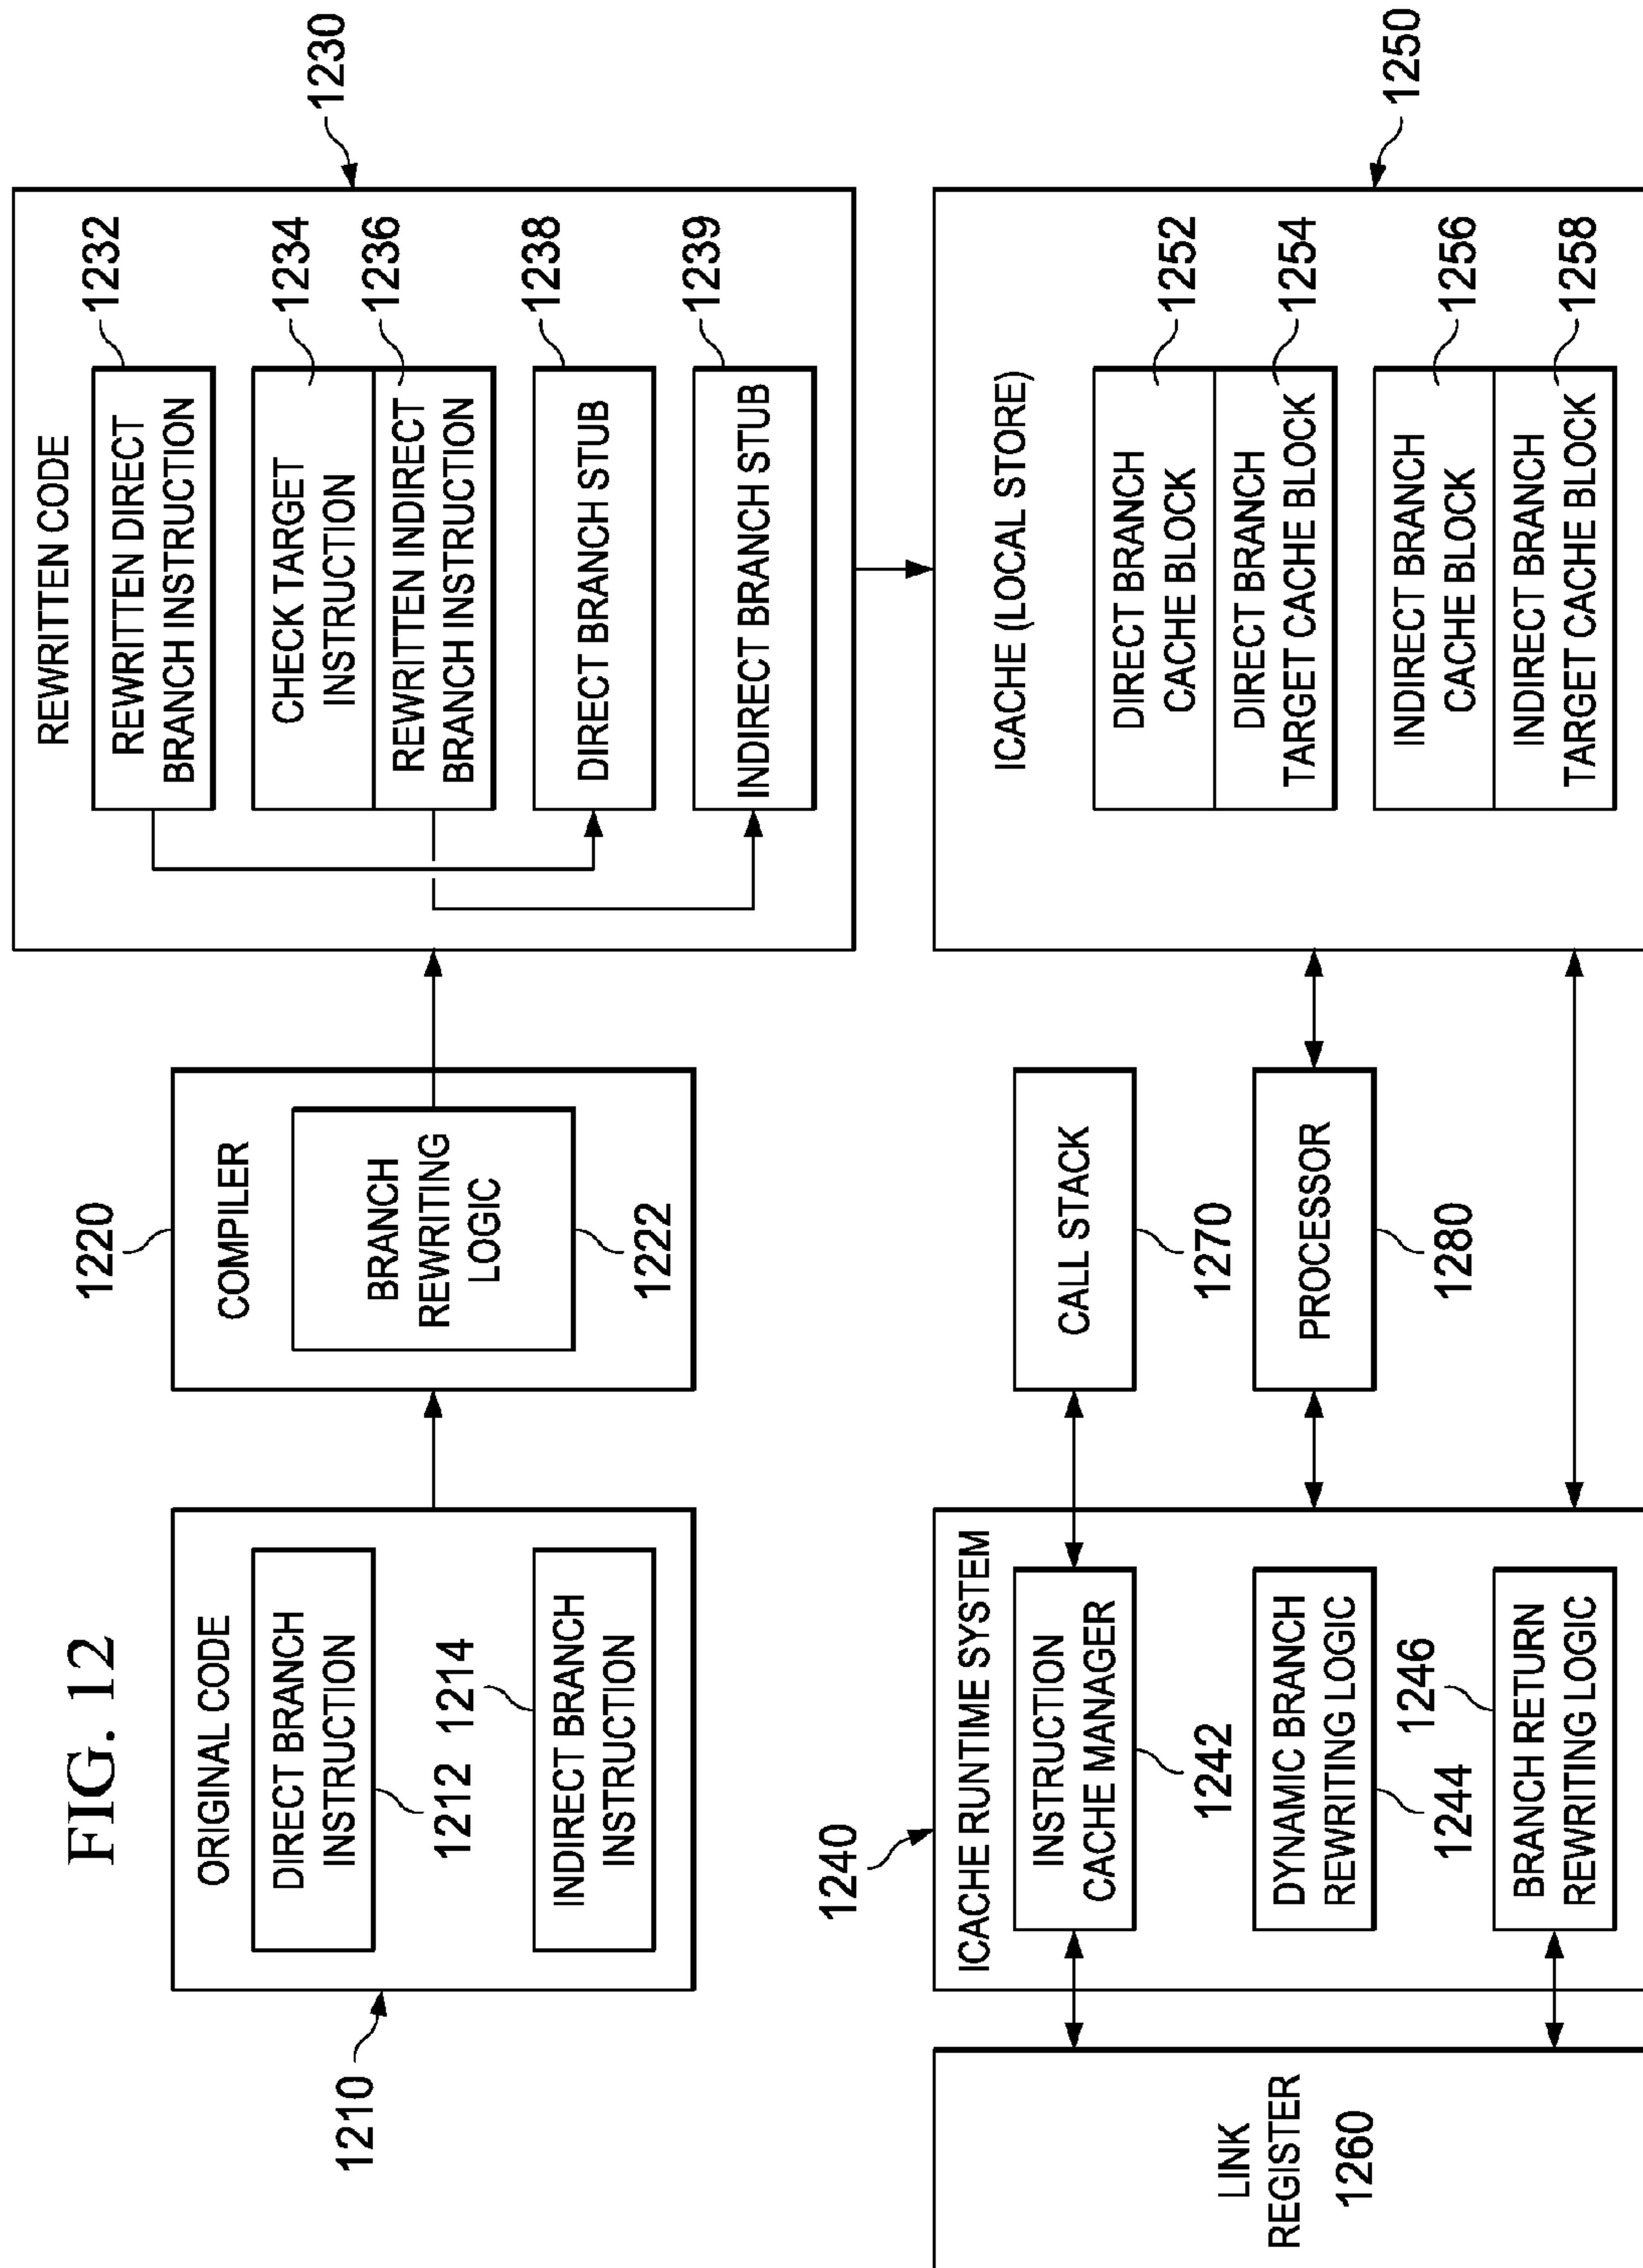 FIG. 12
1210
ORIGINAL CODE
DIRECT BRANCH
INSTRUCTION
1212
1214
INDIRECT BRANCH
INSTRUCTION
1220
COMPILER
BRANCH
REWRITING
LOGIC
1222
1230
REWRITTEN CODE
REWRITTEN DIRECT
BRANCH INSTRUCTION
1232
CHECK TARGET
INSTRUCTION
1234
REWRITTEN INDIRECT
BRANCH INSTRUCTION
1236
DIRECT BRANCH STUB
1238
INDIRECT BRANCH STUB
1239
LINK
REGISTER
1260
1240
ICACHE RUNTIME SYSTEM
INSTRUCTION
CACHE MANAGER
1242
DYNAMIC BRANCH
REWRITING LOGIC
1244
1246
BRANCH RETURN
REWRITING LOGIC
CALL STACK
1270
PROCESSOR
1280
1250
ICACHE (LOCAL STORE)
DIRECT BRANCH
CACHE BLOCK
1252
DIRECT BRANCH
TARGET CACHE BLOCK
1254
INDIRECT BRANCH
CACHE BLOCK
1256
INDIRECT BRANCH
TARGET CACHE BLOCK
1258